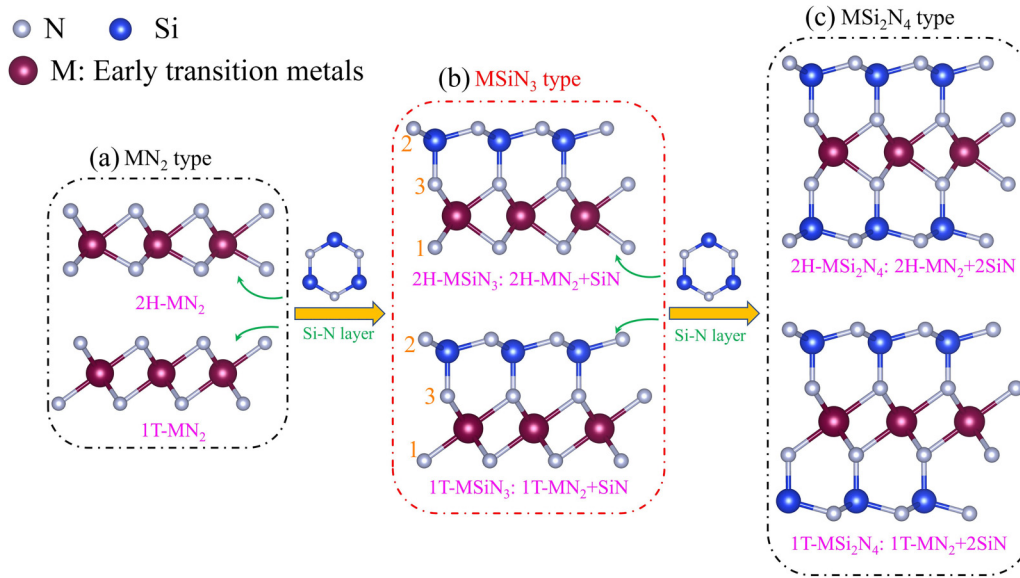 N Si
M: Early transition metals
(a) MN₂ type
2H-MN₂
1T-MN₂
Si-N layer
(b) MSiN₃ type
2
3
1
2H-MSiN₃: 2H-MN₂+SiN
2
3
1
1T-MSiN₃: 1T-MN₂+SiN
Si-N layer
(c) MSi₂N₄ type
2H-MSi₂N₄: 2H-MN₂+2SiN
1T-MSi₂N₄: 1T-MN₂+2SiN